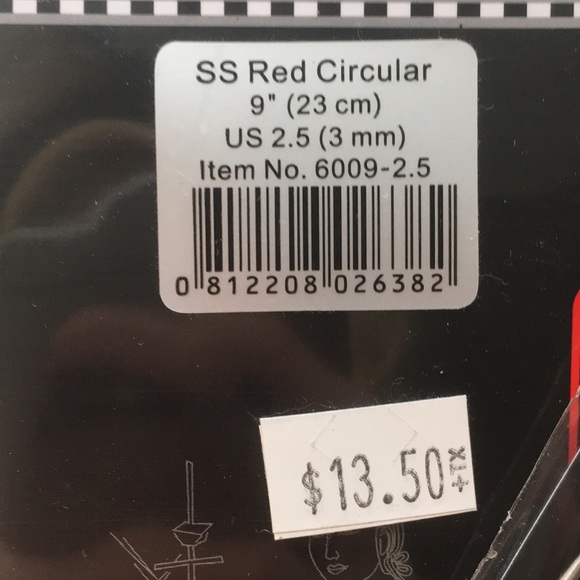 SS Red Circular
9" (23 cm)
US 2.5 (3 mm)
Item No. 6009-2.5
0 812208 026382
$13.50+TX